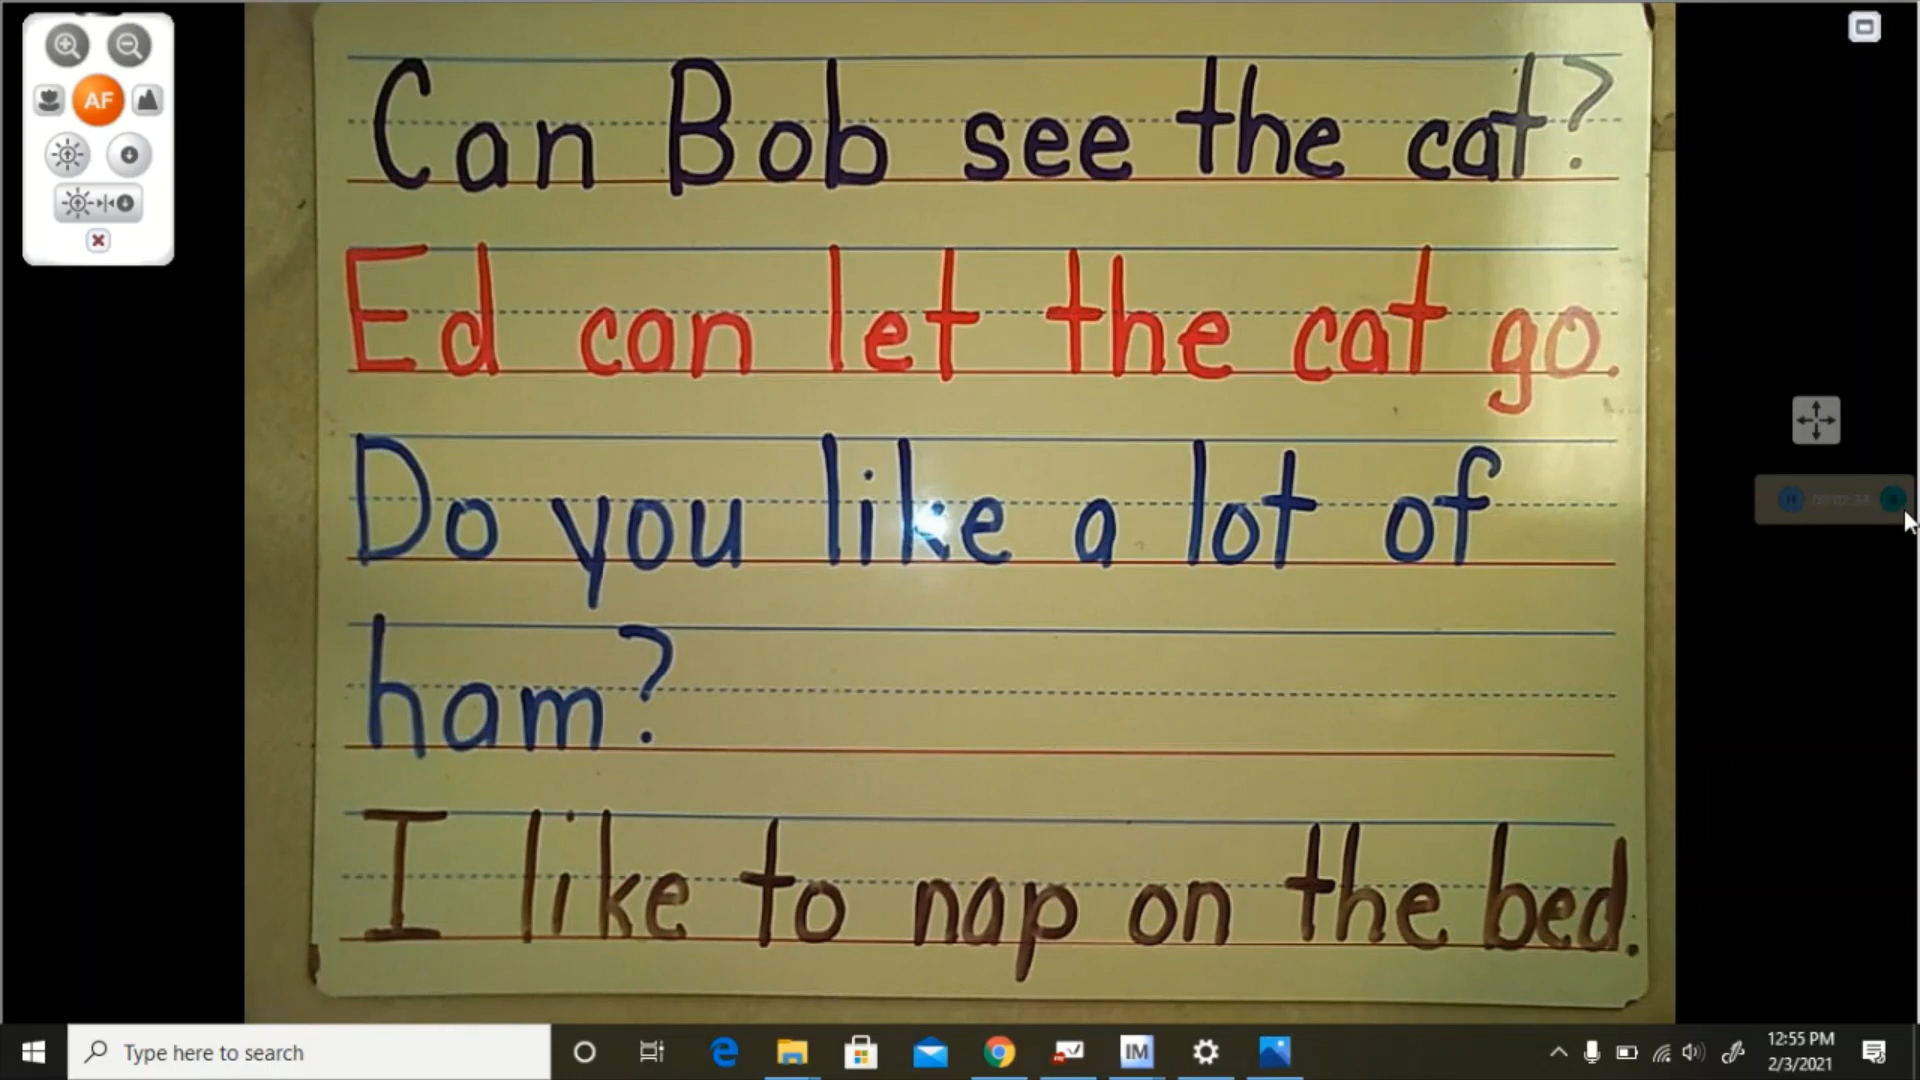 Can Bob see the cat?
Ed can let the cat go.
Do you like a lot of
ham?
I like to nap on the bed.
AF
Type here to search
IM
12:55 PM
2/3/2021